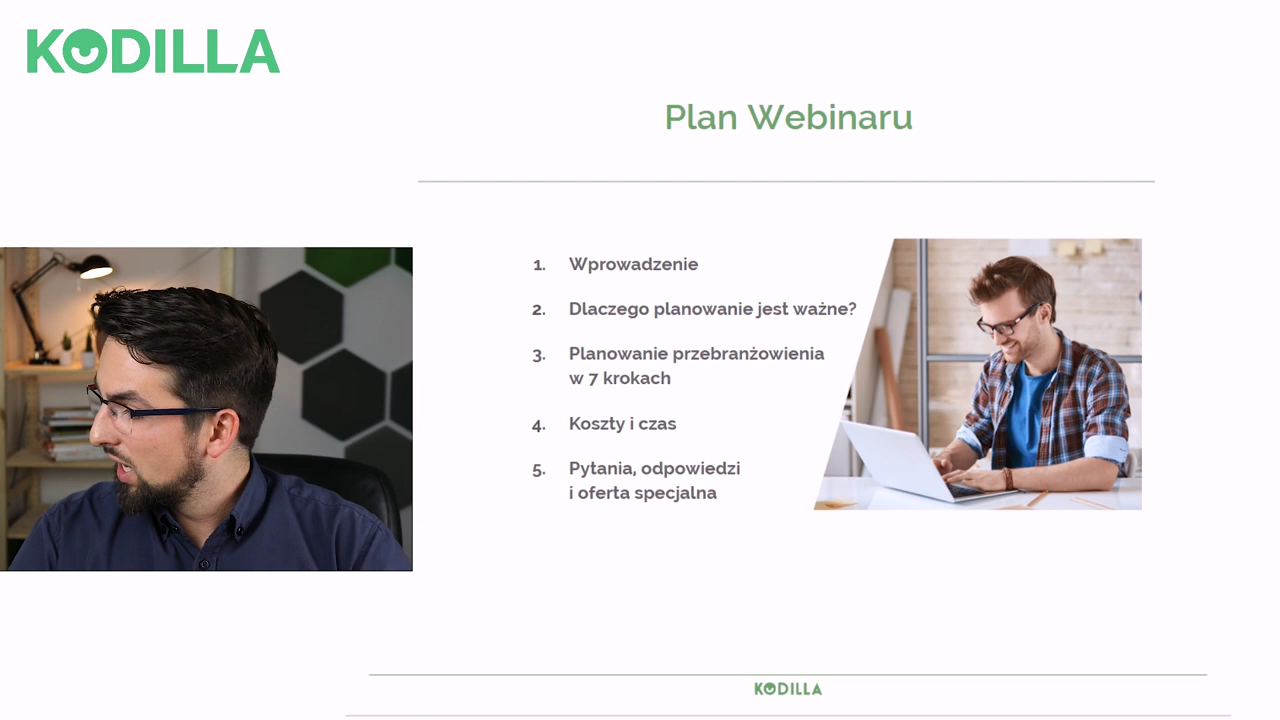 KODILLA
Plan Webinaru
1. Wprowadzenie
2. Dlaczego planowanie jest ważne?
3. Planowanie przebranżowienia
w 7 krokach
4. Koszty i czas
5. Pytania, odpowiedzi
i oferta specjalna
KODILLA